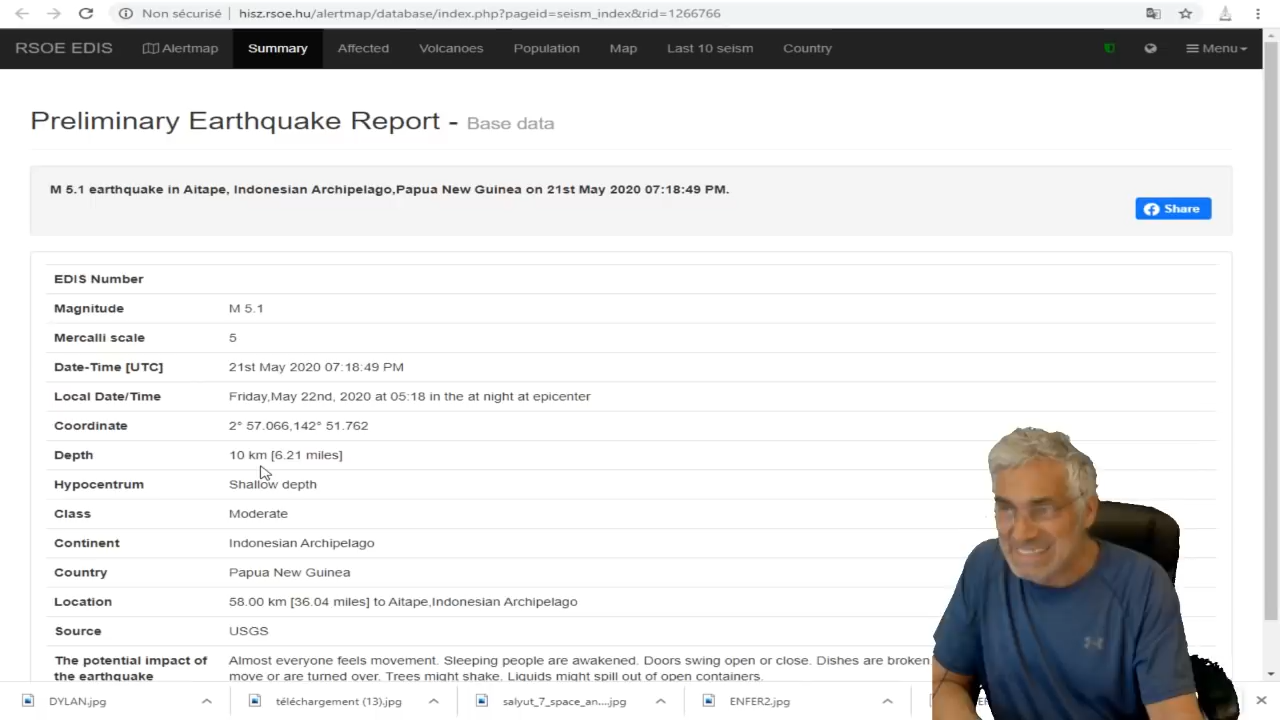 Non sécurisé hisz.rsoe.hu/alertmap/database/index.php?pageid=seism_index&rid=1266766
RSOE EDIS Alertmap Summary Affected Volcanoes Population Map Last 10 seism Country Menu
Preliminary Earthquake Report - Base data
M 5.1 earthquake in Aitape, Indonesian Archipelago,Papua New Guinea on 21st May 2020 07:18:49 PM.
Share
EDIS Number
Magnitude M 5.1
Mercalli scale 5
Date-Time [UTC] 21st May 2020 07:18:49 PM
Local Date/Time Friday,May 22nd, 2020 at 05:18 in the at night at epicenter
Coordinate 2° 57.066,142° 51.762
Depth 10 km [6.21 miles]
Hypocentrum Shallow depth
Class Moderate
Continent Indonesian Archipelago
Country Papua New Guinea
Location 58.00 km [36.04 miles] to Aitape,Indonesian Archipelago
Source USGS
The potential impact of Almost everyone feels movement. Sleeping people are awakened. Doors swing open or close. Dishes are broken
the earthquake move or are turned over. Trees might shake. Liquids might spill out of open containers.
DYLAN.jpg téléchargement (13).jpg salyut_7_space_an....jpg ENFER2.jpg